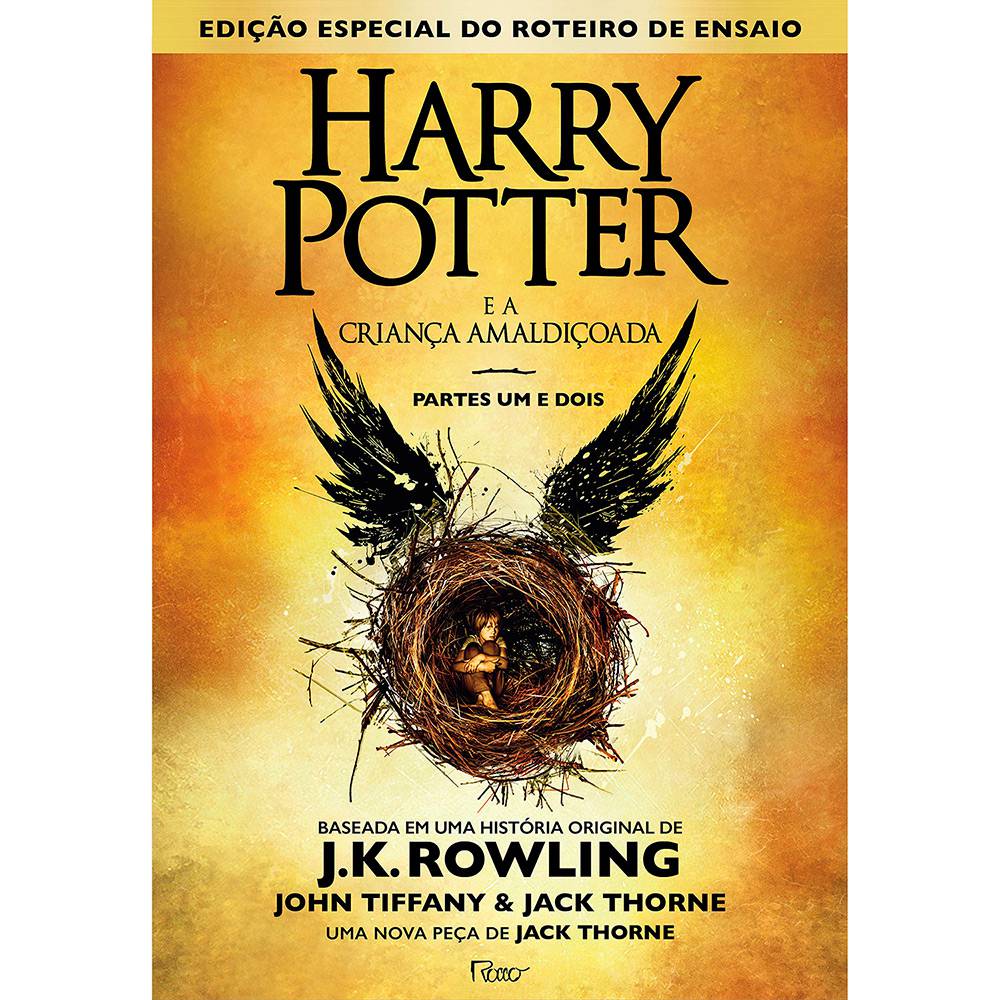 EDIÇÃO ESPECIAL DO ROTEIRO DE ENSAIO
HARRY
POTTER
E A
CRIANÇA AMALDIÇOADA
PARTES UM E DOIS
BASEADA EM UMA HISTÓRIA ORIGINAL DE
J.K. ROWLING
JOHN TIFFANY & JACK THORNE
UMA NOVA PEÇA DE JACK THORNE
Rocco